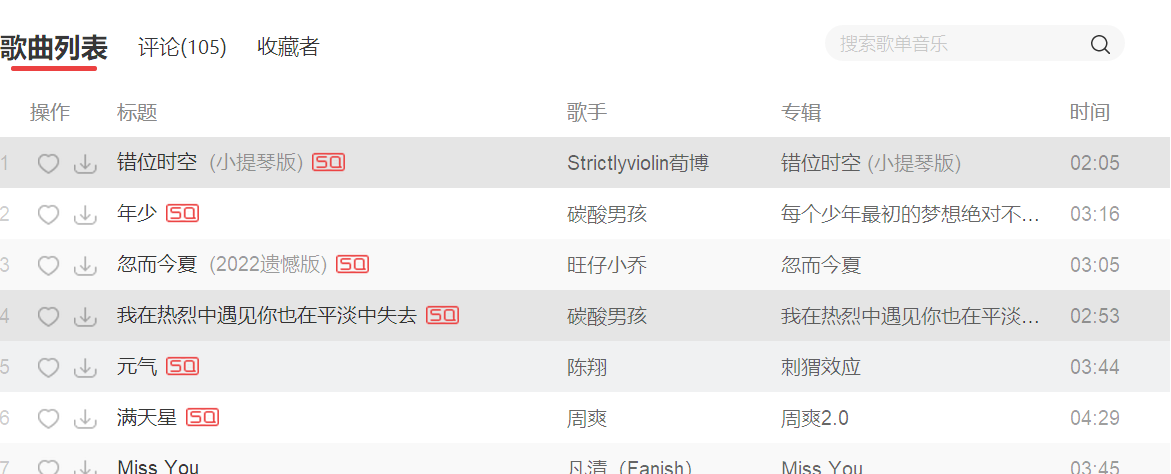 歌曲列表 评论(105) 收藏者 搜索歌单音乐
操作 标题 歌手 专辑 时间
1 错位时空 (小提琴版) SQ Strictlyviolin荀博 错位时空 (小提琴版) 02:05
2 年少 SQ 碳酸男孩 每个少年最初的梦想绝对不... 03:16
3 忽而今夏 (2022遗憾版) SQ 旺仔小乔 忽而今夏 03:05
4 我在热烈中遇见你也在平淡中失去 SQ 碳酸男孩 我在热烈中遇见你也在平淡... 02:53
5 元气 SQ 陈翔 刺猬效应 03:44
6 满天星 SQ 周爽 周爽2.0 04:29
7 Miss You 凡清（Fanish） Miss You 03:45